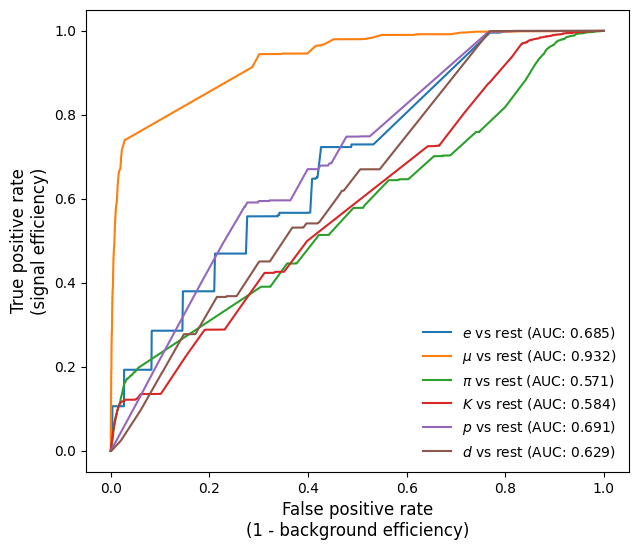 True positive rate
(signal efficiency)
1.0
0.8
0.6
0.4
0.2
0.0
e vs rest (AUC: 0.685)
μ vs rest (AUC: 0.932)
π vs rest (AUC: 0.571)
K vs rest (AUC: 0.584)
p vs rest (AUC: 0.691)
d vs rest (AUC: 0.629)
0.0 0.2 0.4 0.6 0.8 1.0
False positive rate
(1 - background efficiency)